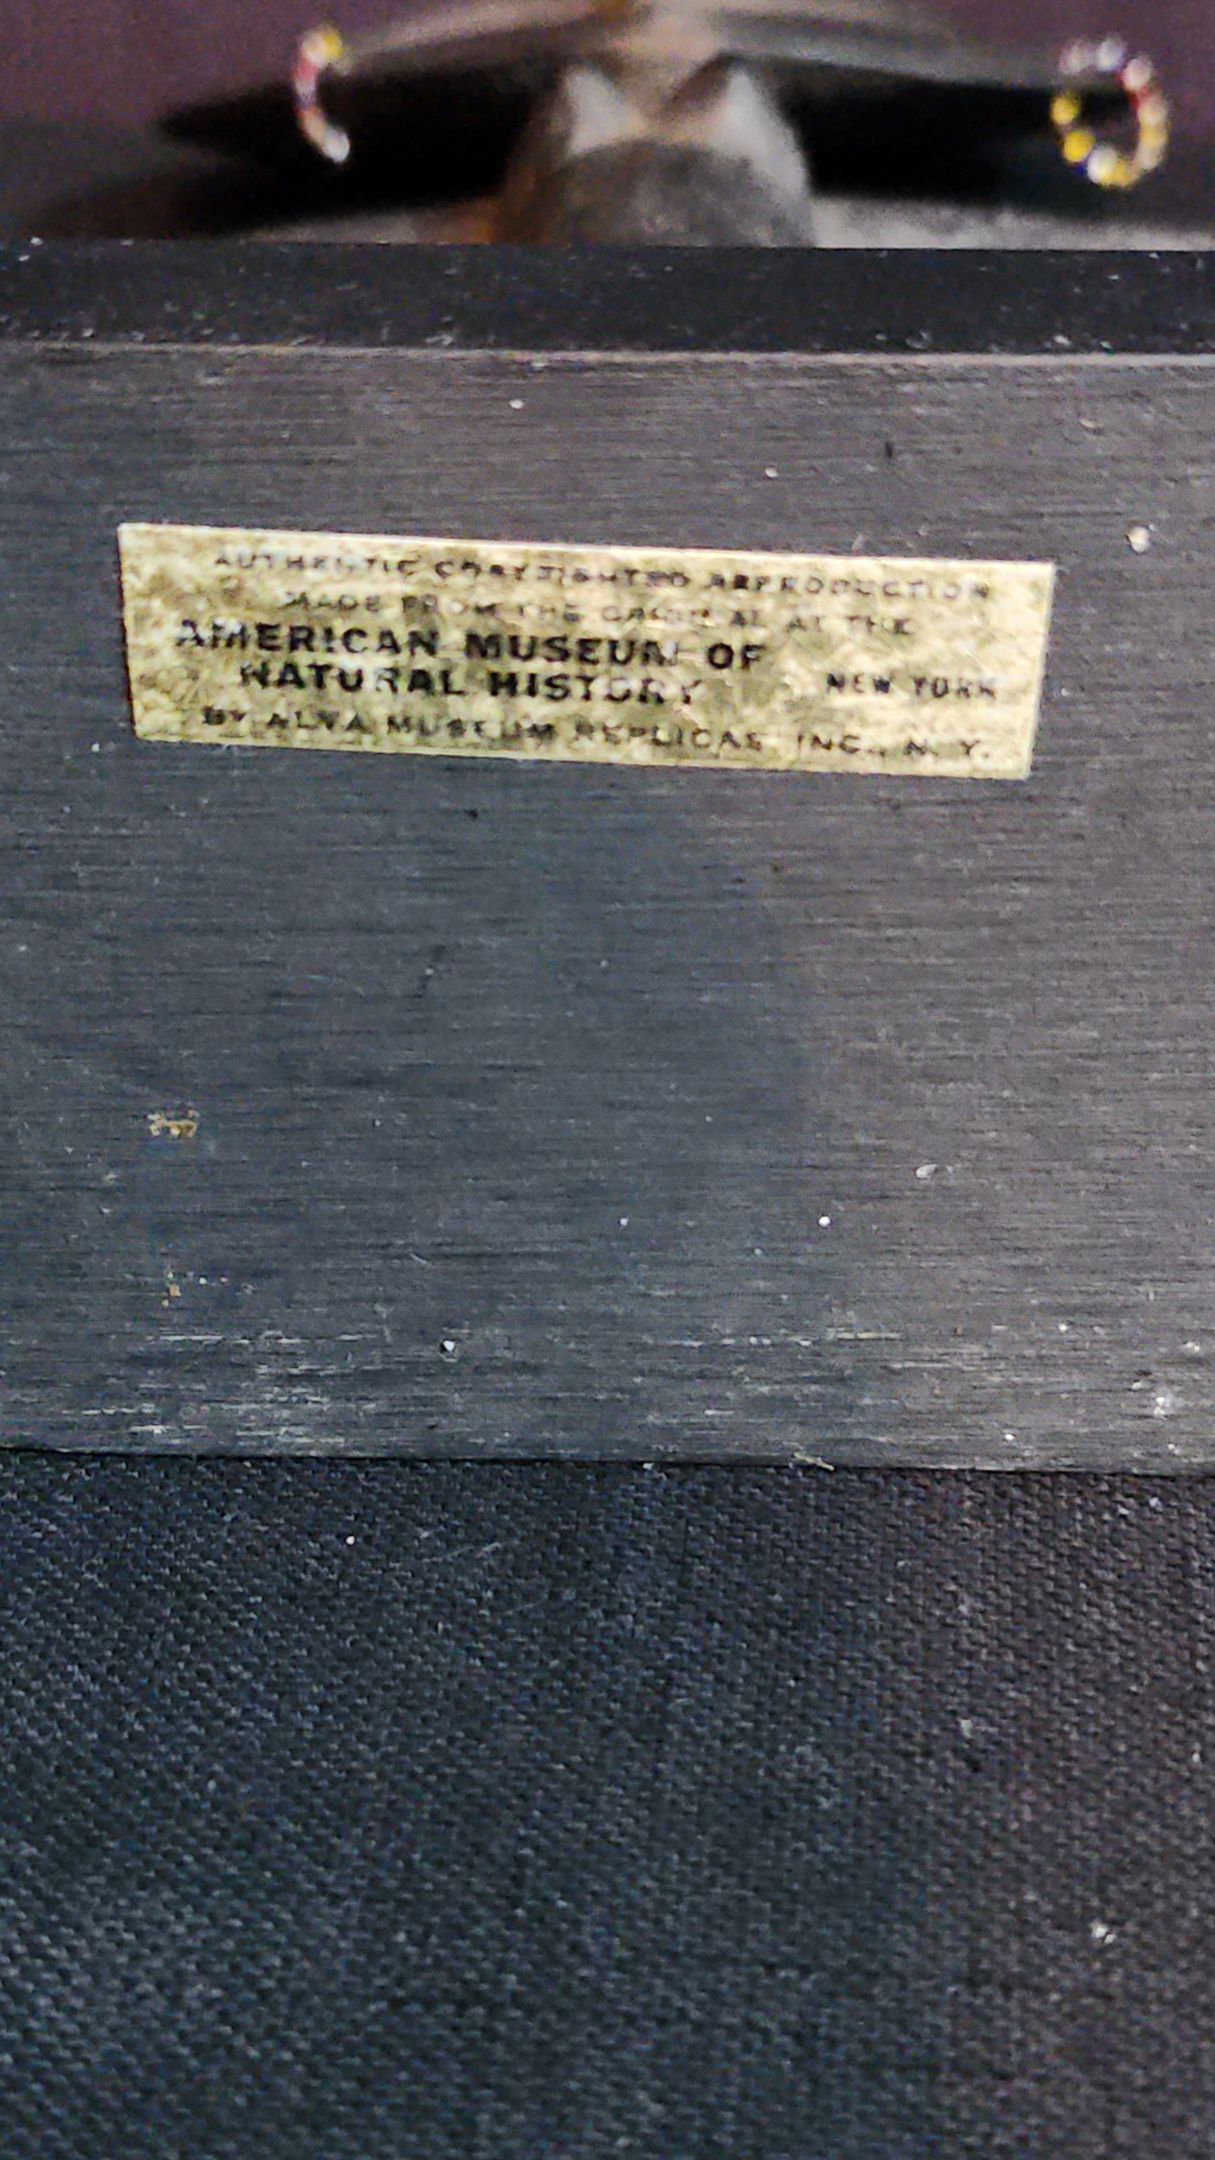 AUTHENTIC COPYRIGHTED REPRODUCTION
MADE FROM THE ORIGINAL AT THE
AMERICAN MUSEUM OF
NATURAL HISTORY NEW YORK
BY ALVA MUSEUM REPLICAS, INC., N. Y.